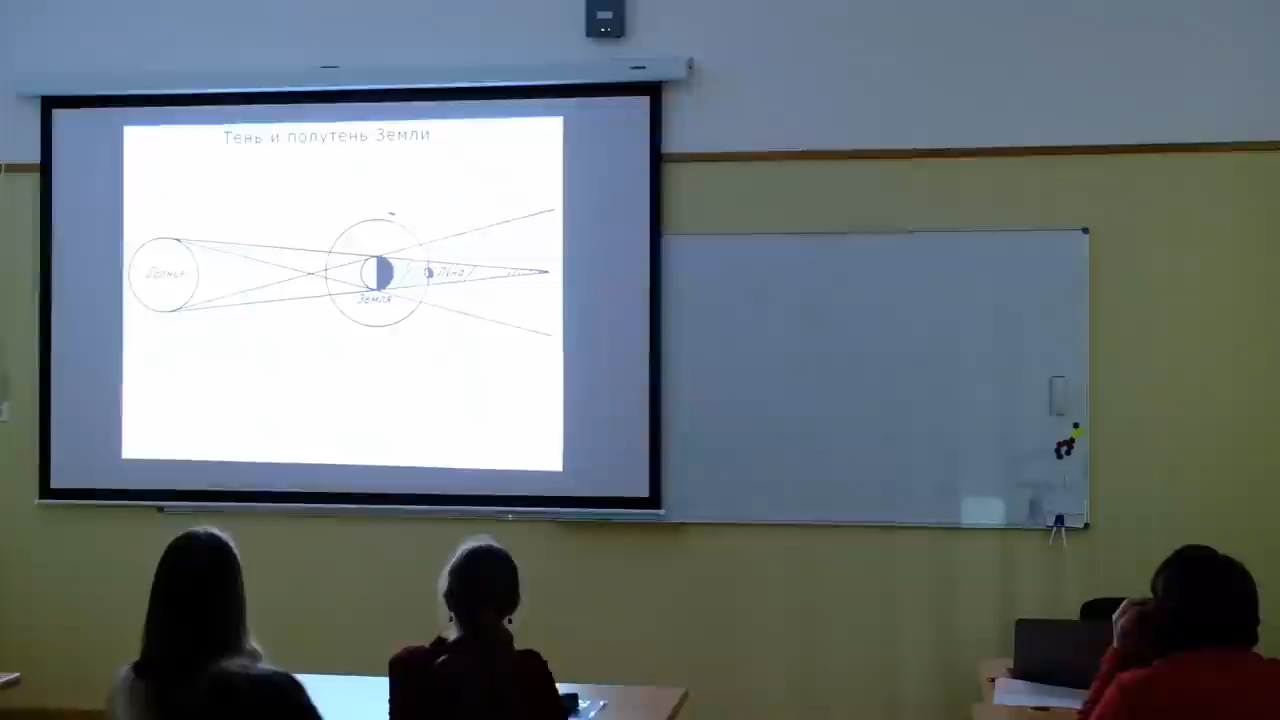 Тень и полутень Земли
Солнце
Луна
Земля